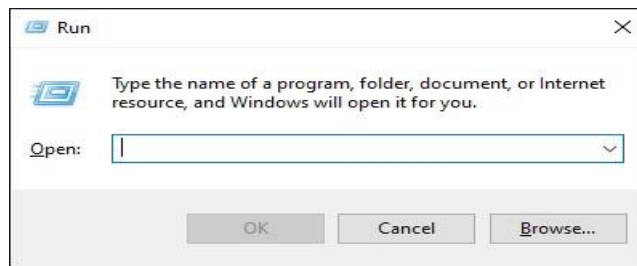 Run
Type the name of a program, folder, document, or Internet
resource, and Windows will open it for you.
Open:
OK Cancel Browse...